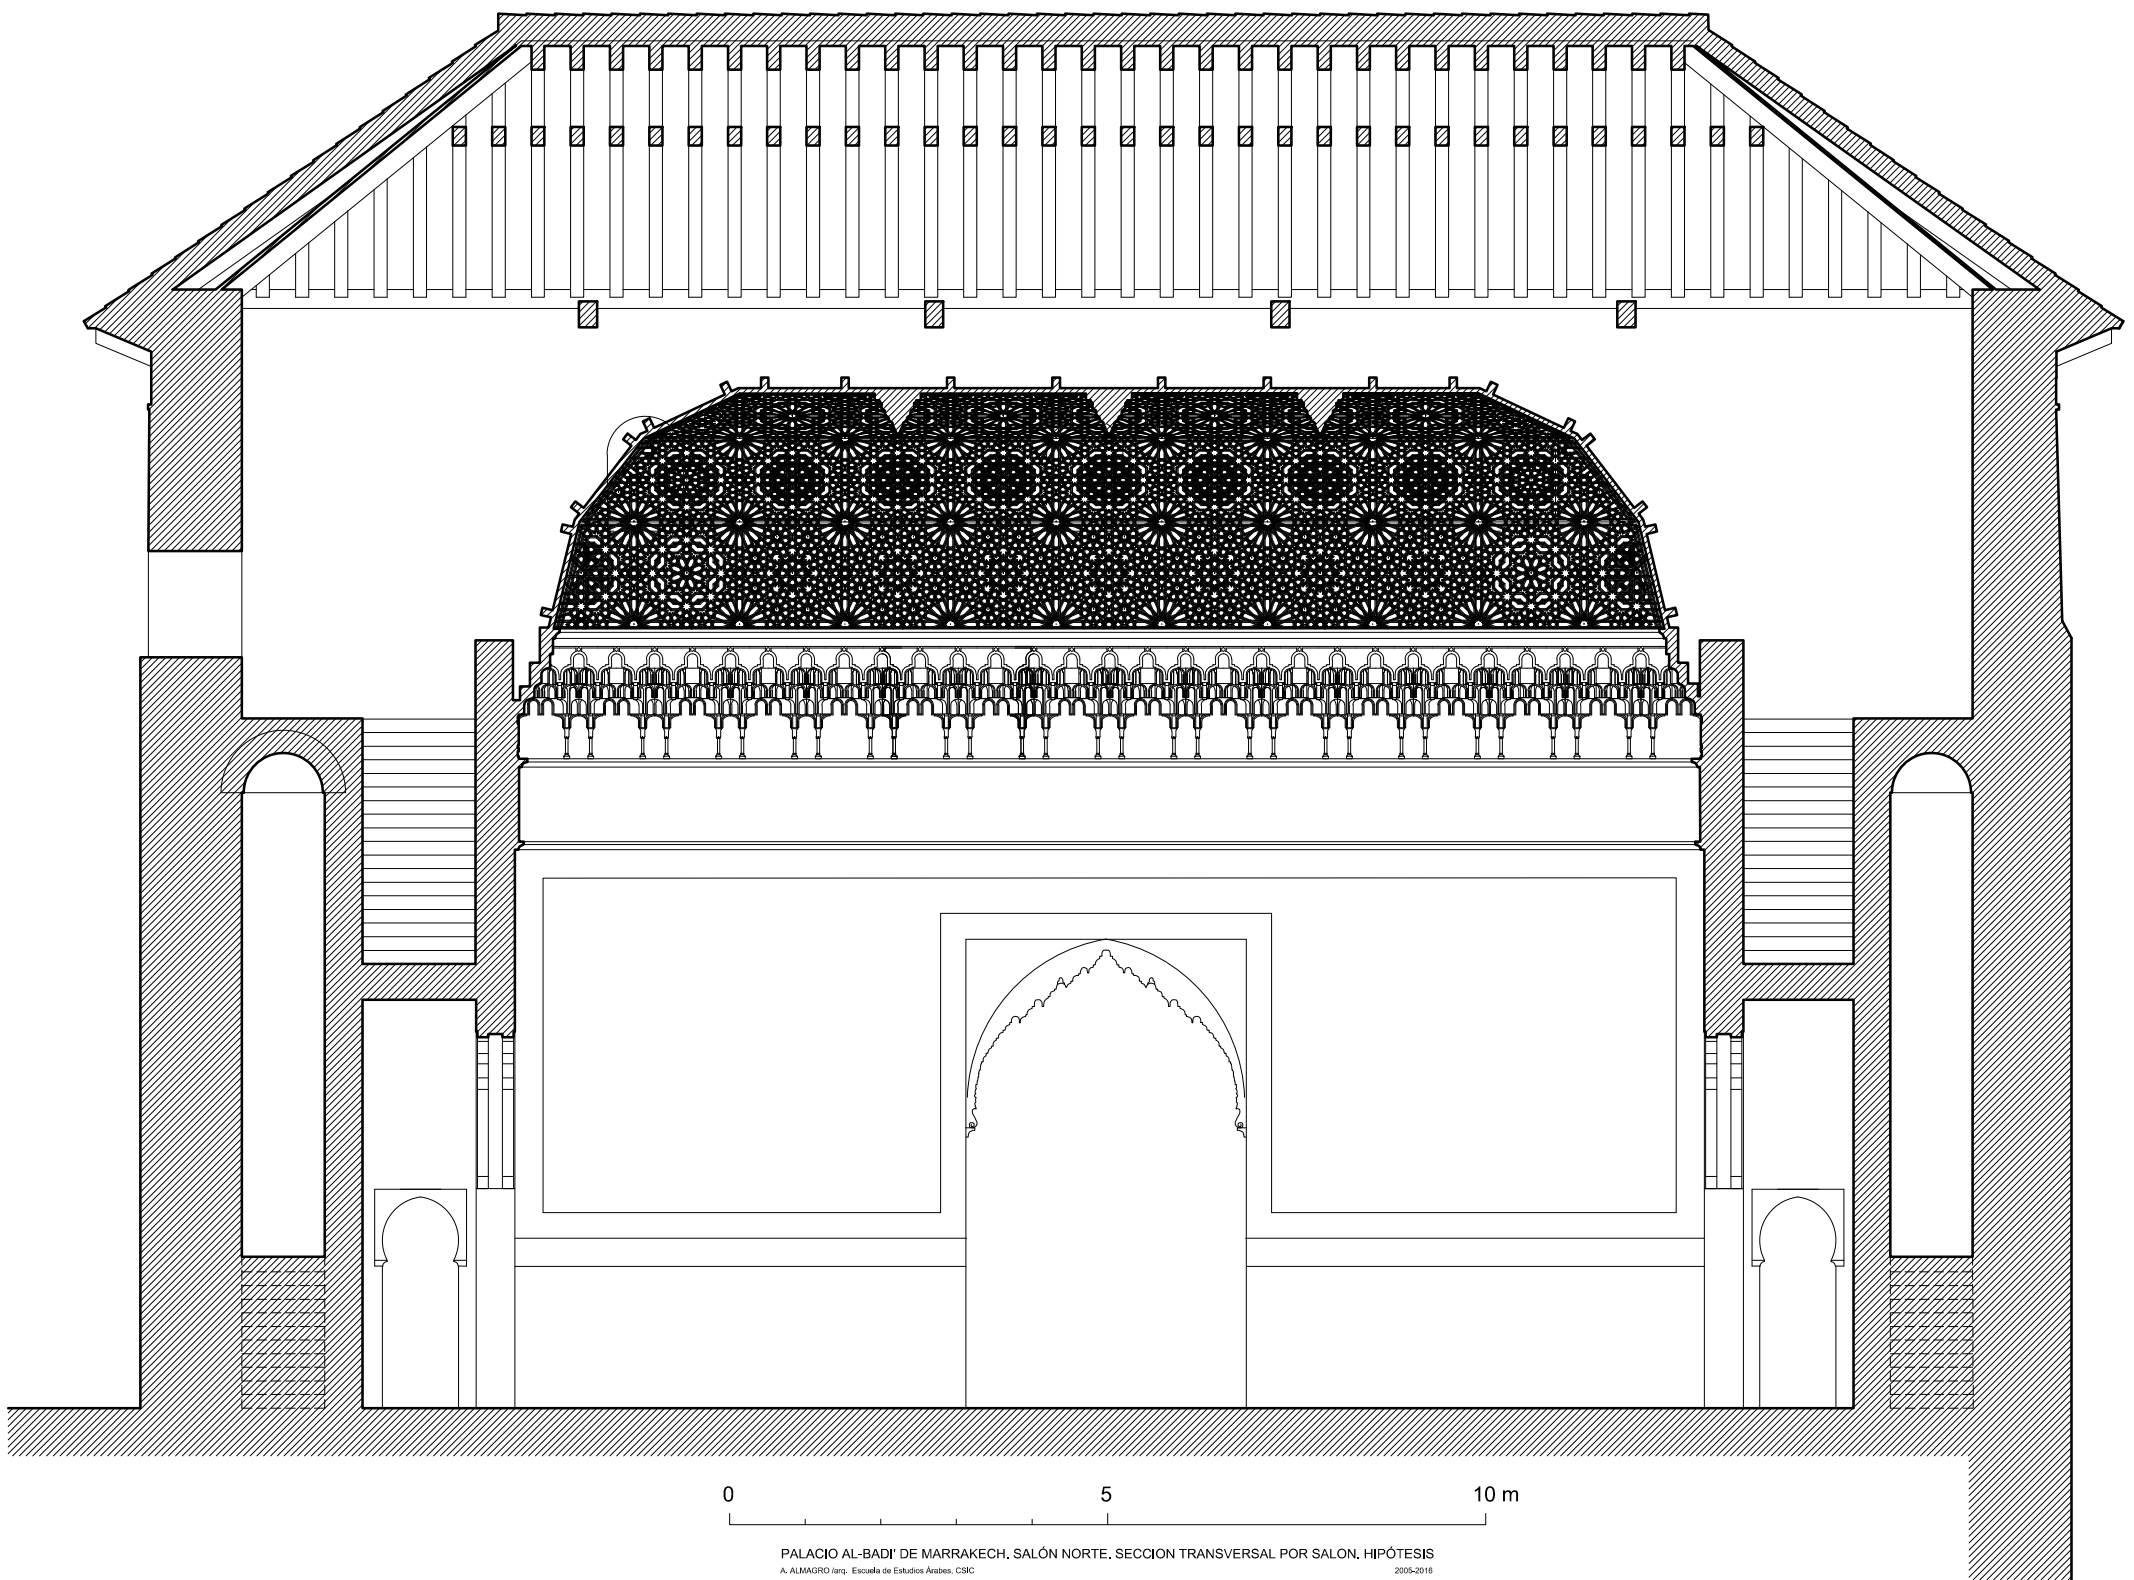 0 5 10 m
PALACIO AL-BADI' DE MARRAKECH. SALÓN NORTE. SECCION TRANSVERSAL POR SALON. HIPÓTESIS
A. ALMAGRO /arq. Escuela de Estudios Árabes, CSIC 2005-2016